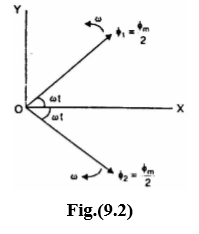 Y
ω
ϕ₁ = ϕₘ/2
ωt
O
X
ωt
ω
ϕ₂ = ϕₘ/2
Fig.(9.2)